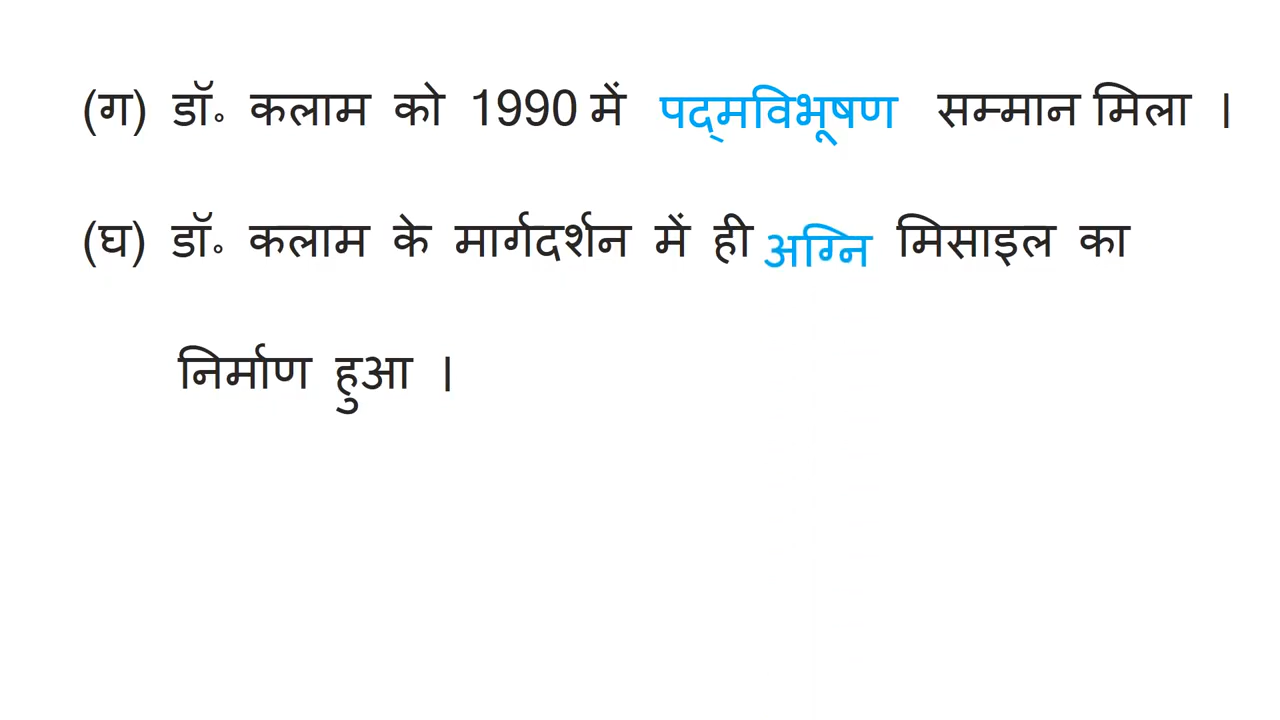 (ग) डॉ॰ कलाम को 1990 में पद्मविभूषण सम्मान मिला ।
(घ) डॉ॰ कलाम के मार्गदर्शन में ही अग्नि मिसाइल का
निर्माण हुआ ।